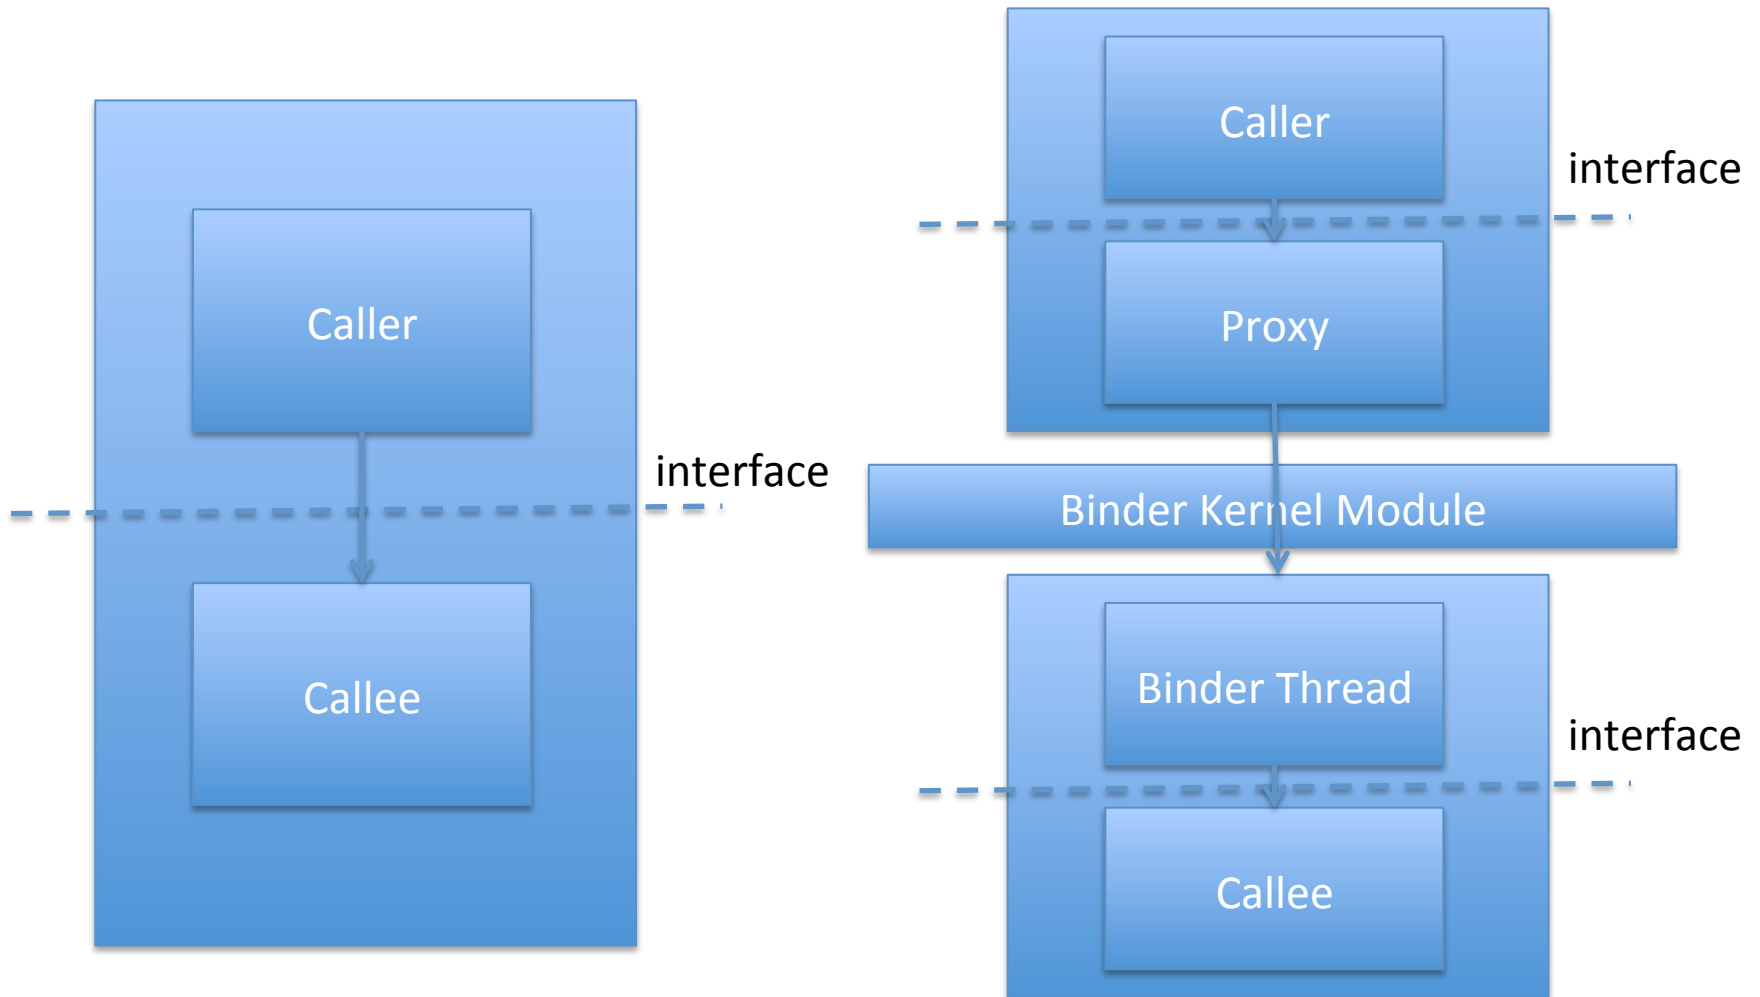 Caller
interface
Callee
Caller
interface
Proxy
Binder Kernel Module
Binder Thread
interface
Callee